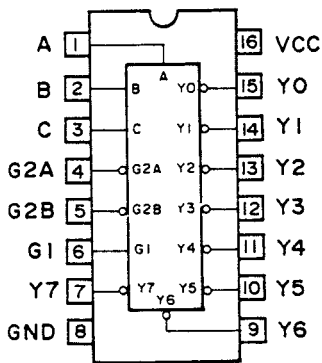 A 1 16 VCC
A
B 2 B Y0 15 Y0
C 3 C Y1 14 Y1
G2A 4 G2A Y2 13 Y2
G2B 5 G2B Y3 12 Y3
G1 6 G1 Y4 11 Y4
Y7 7 Y7 Y5 10 Y5
Y6
GND 8 9 Y6